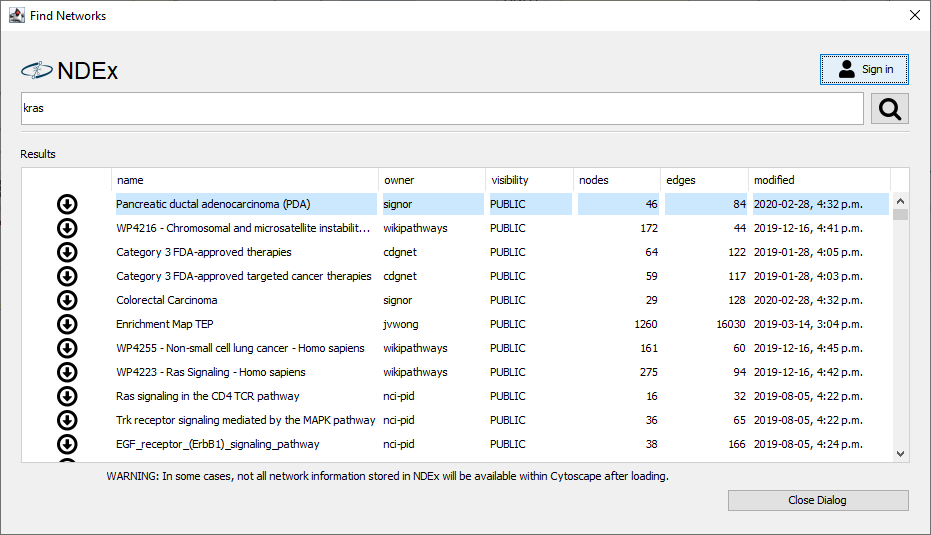 Find Networks
NDEx
Sign in
kras
Results
name owner visibility nodes edges modified
Pancreatic ductal adenocarcinoma (PDA) signor PUBLIC 46 84 2020-02-28, 4:32 p.m.
WP4216 - Chromosomal and microsatellite instabilit... wikipathways PUBLIC 172 44 2019-12-16, 4:41 p.m.
Category 3 FDA-approved therapies cdgnet PUBLIC 64 122 2019-01-28, 4:05 p.m.
Category 3 FDA-approved targeted cancer therapies cdgnet PUBLIC 59 117 2019-01-28, 4:03 p.m.
Colorectal Carcinoma signor PUBLIC 29 128 2020-02-28, 4:32 p.m.
Enrichment Map TEP jvwong PUBLIC 1260 16030 2019-03-14, 3:04 p.m.
WP4255 - Non-small cell lung cancer - Homo sapiens wikipathways PUBLIC 161 60 2019-12-16, 4:45 p.m.
WP4223 - Ras Signaling - Homo sapiens wikipathways PUBLIC 275 94 2019-12-16, 4:42 p.m.
Ras signaling in the CD4 TCR pathway nci-pid PUBLIC 16 32 2019-08-05, 4:22 p.m.
Trk receptor signaling mediated by the MAPK pathway nci-pid PUBLIC 36 65 2019-08-05, 4:22 p.m.
EGF_receptor_(ErbB1)_signaling_pathway nci-pid PUBLIC 38 166 2019-08-05, 4:24 p.m.
WARNING: In some cases, not all network information stored in NDEx will be available within Cytoscape after loading.
Close Dialog